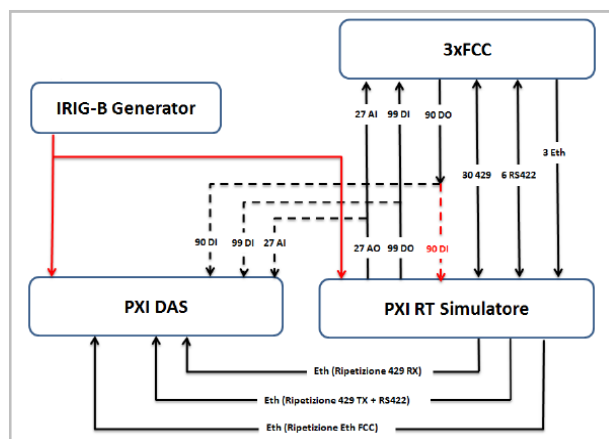 3xFCC
IRIG-B Generator
27 AI
99 DI
90 DO
30 429
6 RS422
3 Eth
90 DI
99 DI
27 AI
27 AO
99 DO
90 DI
PXI DAS
PXI RT Simulatore
Eth (Ripetizione 429 RX)
Eth (Ripetizione 429 TX + RS422)
Eth (Ripetizione Eth FCC)